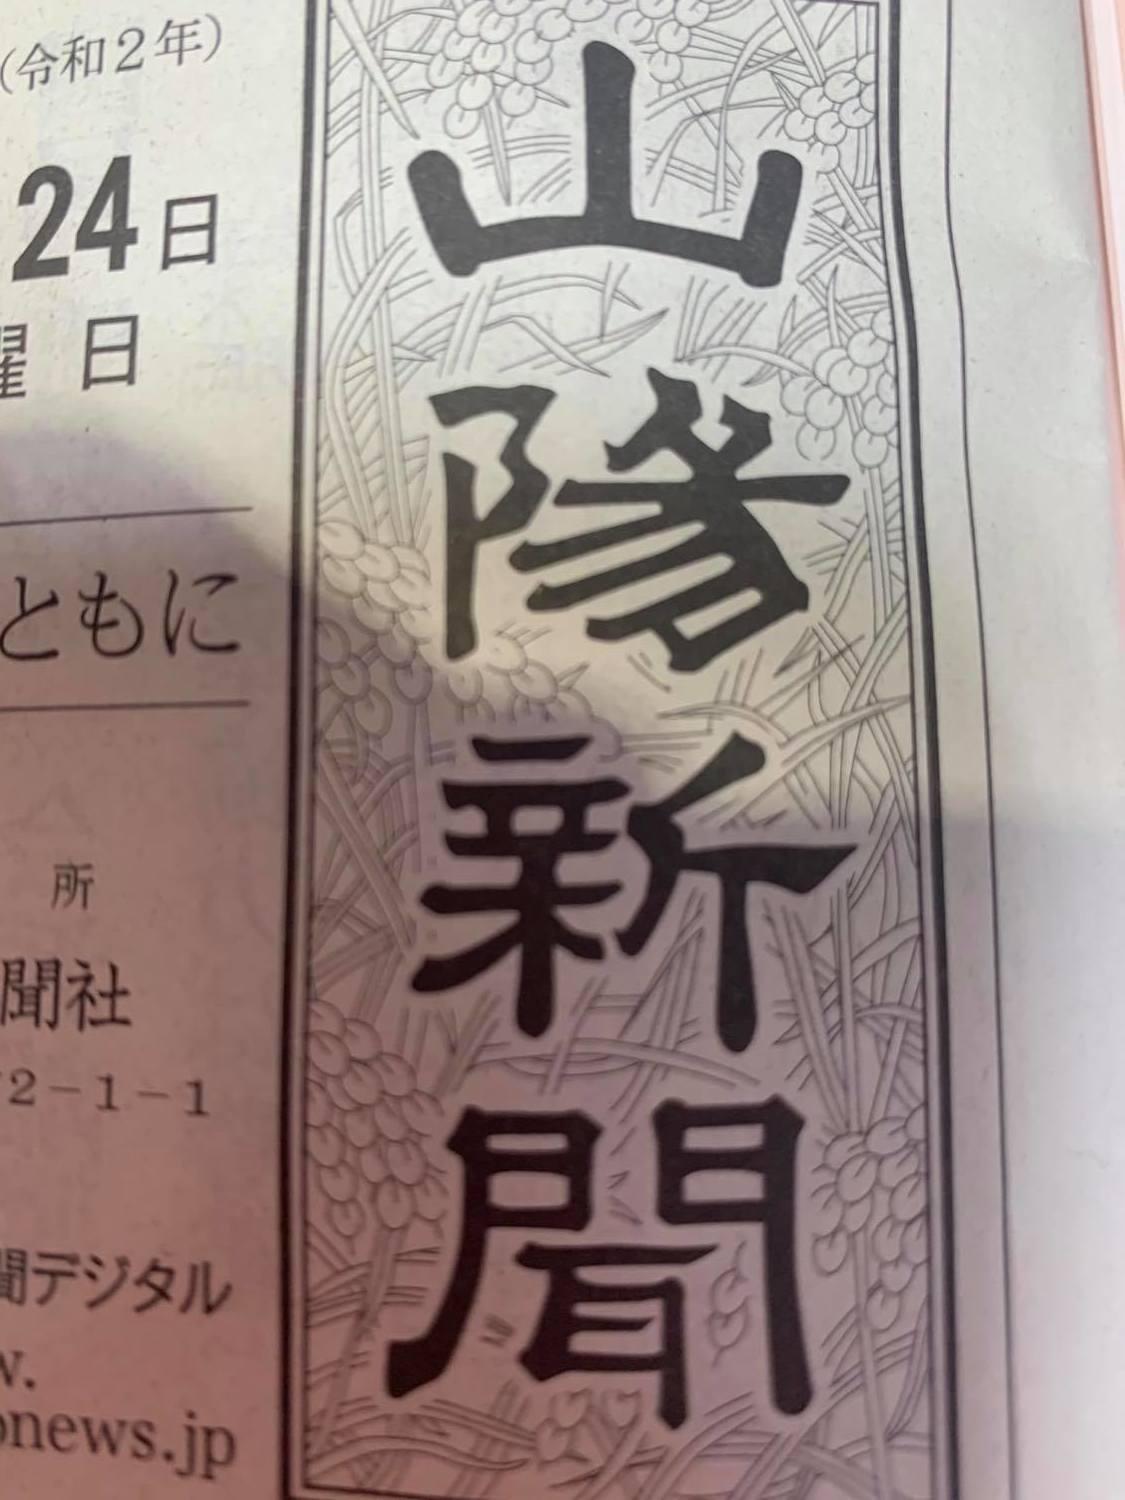 山陽新聞
(令和2年)
24日
曜日
ともに
所
聞社
2-1-1
聞デジタル
w.
onews.jp